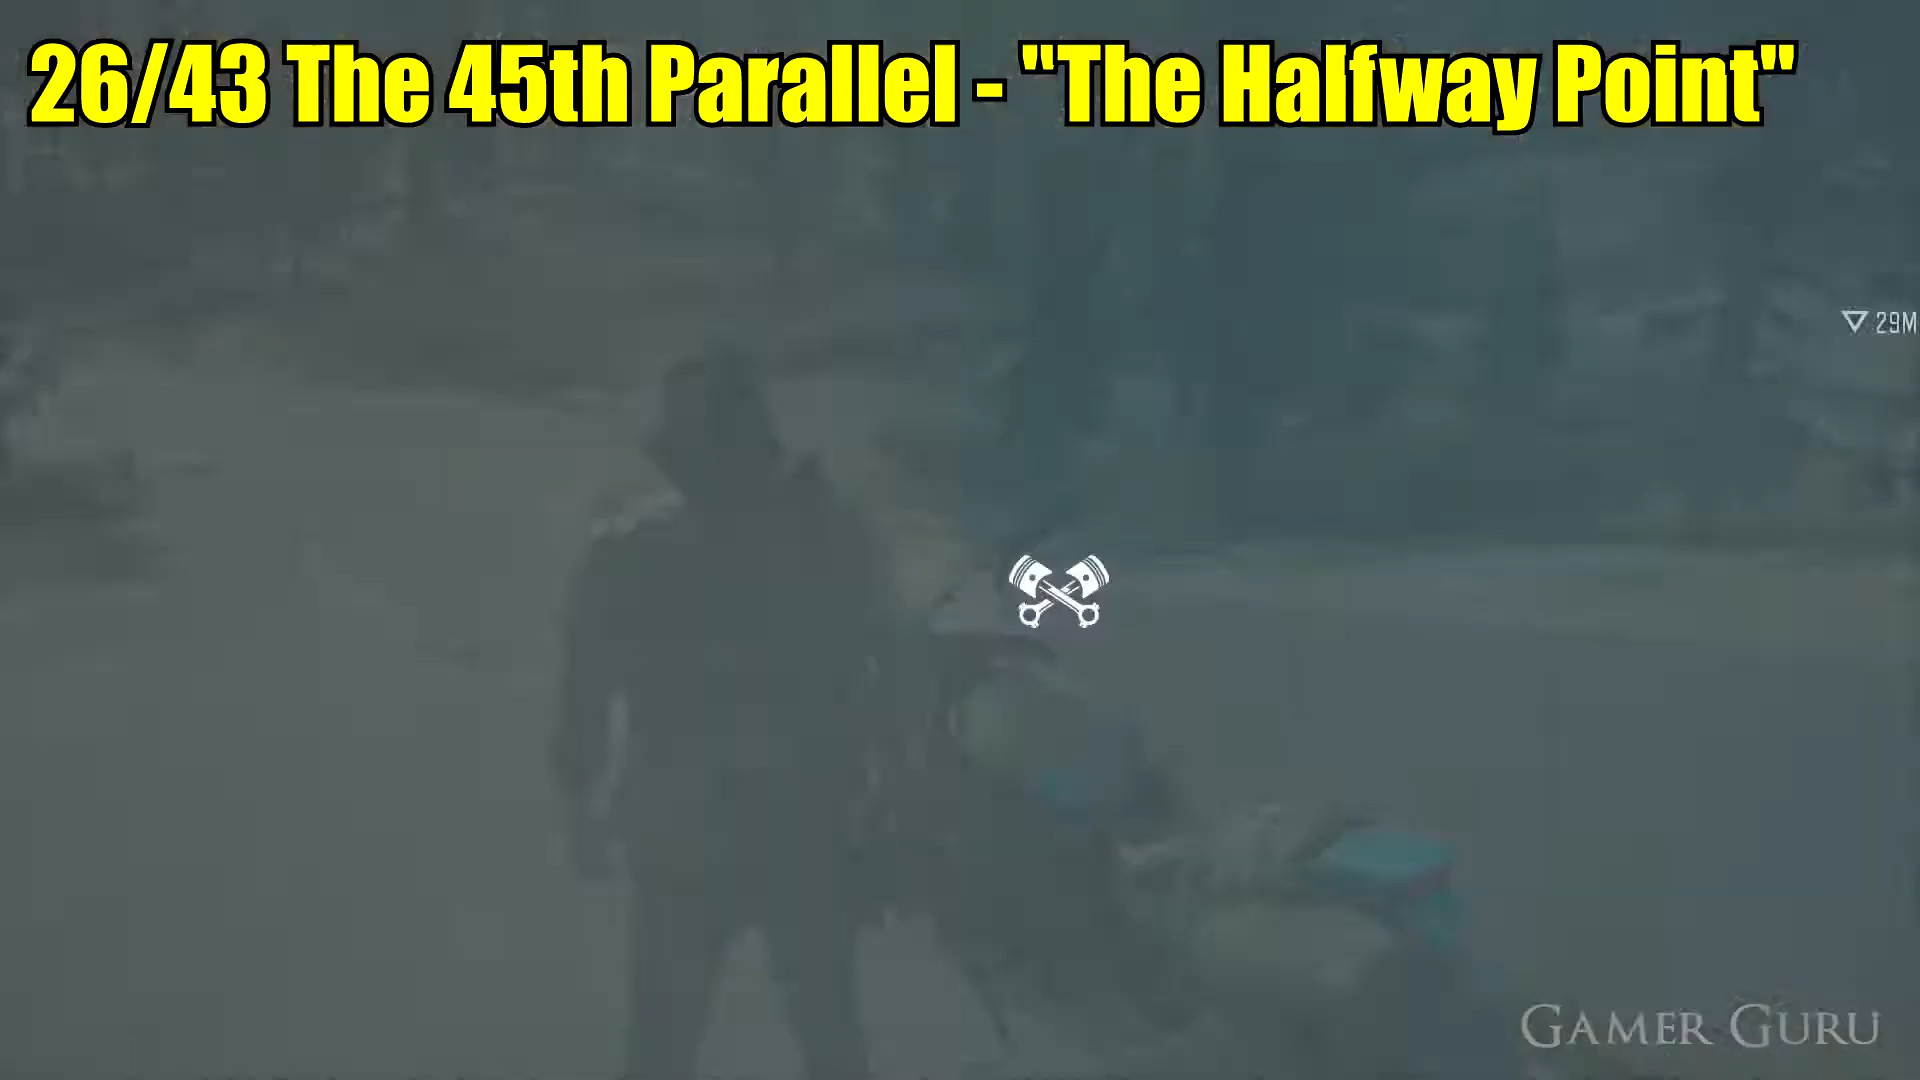 26/43 The 45th Parallel - "The Halfway Point"
29M
GAMER GURU